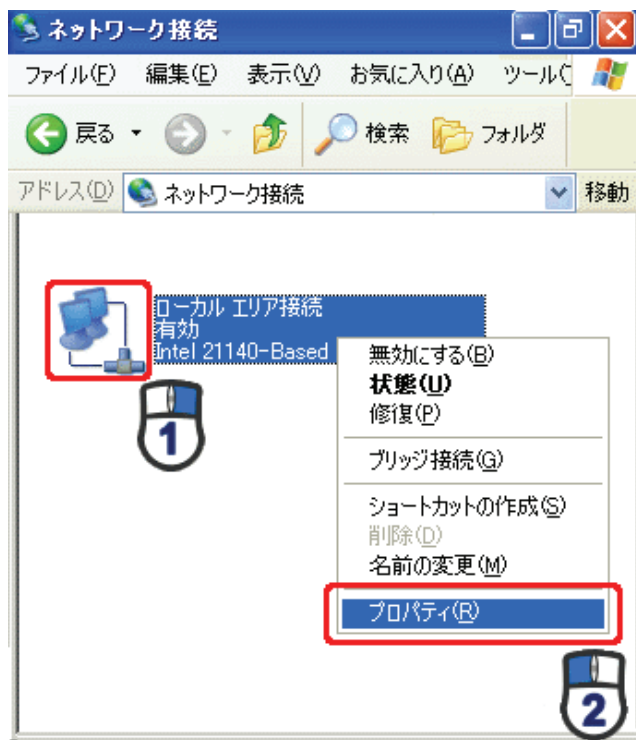 ネットワーク接続
ファイル(F) 編集(E) 表示(V) お気に入り(A) ツール(
戻る 検索 フォルダ
アドレス(D) ネットワーク接続 移動
ローカル エリア接続
有効
Intel 21140-Based
無効にする(B)
状態(U)
修復(P)
ブリッジ接続(G)
ショートカットの作成(S)
削除(D)
名前の変更(M)
プロパティ(R)
1
2